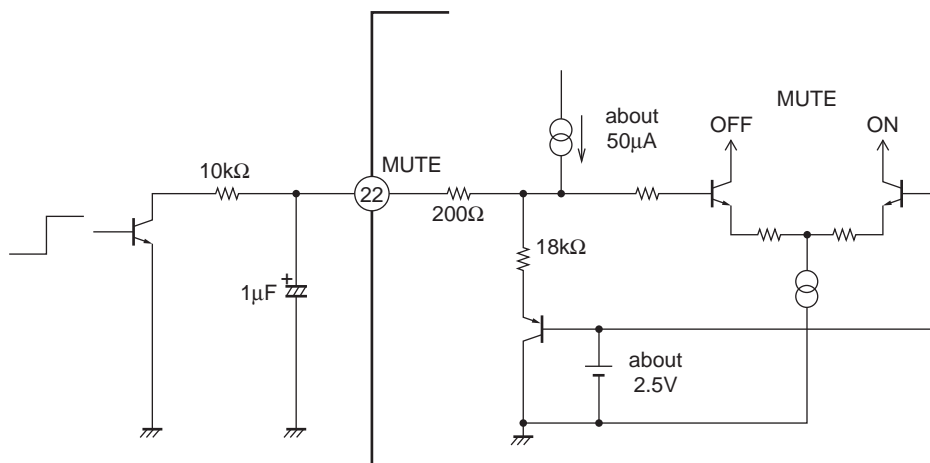 about
50μA
MUTE
OFF
ON
10kΩ
MUTE
22
200Ω
18kΩ
+
1μF
about
2.5V